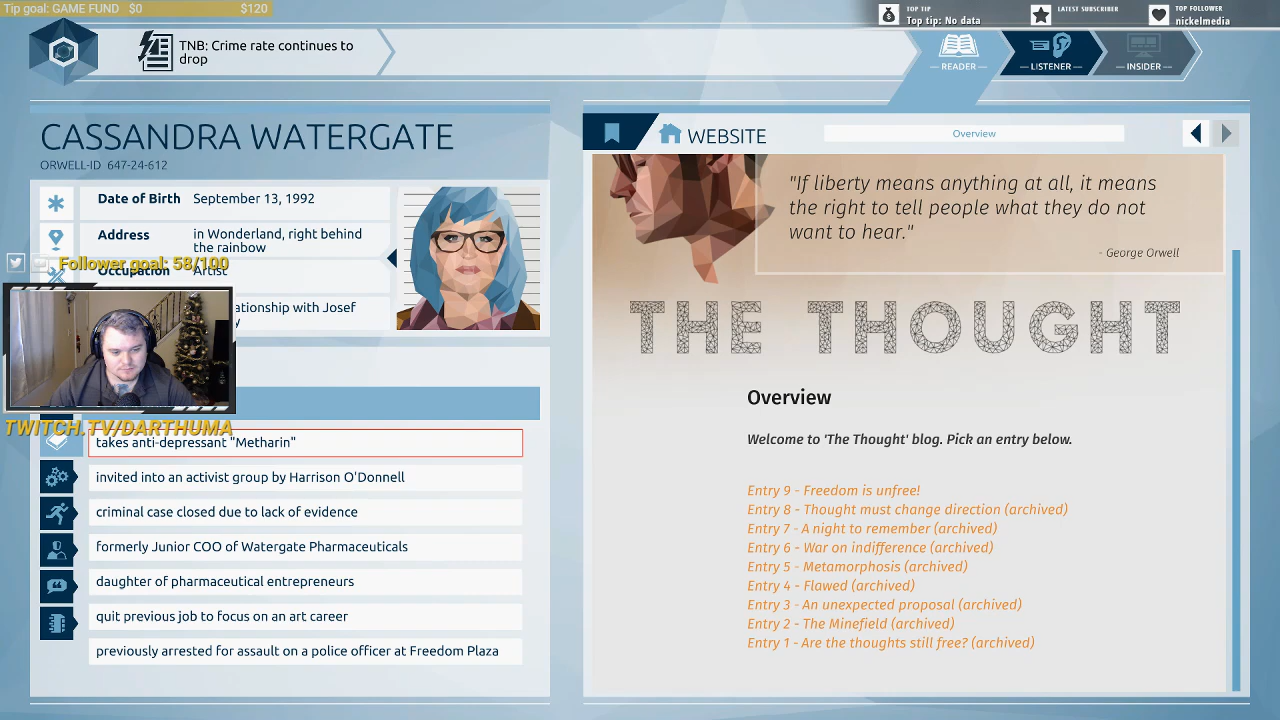 Tip goal: GAME FUND $0 $120
TOP TIP
Top tip: No data
LATEST SUBSCRIBER
TOP FOLLOWER
nickelmedia
TNB: Crime rate continues to
drop
READER
LISTENER
INSIDER
CASSANDRA WATERGATE
ORWELL-ID 647-24-612
Date of Birth September 13, 1992
Address in Wonderland, right behind
the rainbow
Follower goal: 58/100
Occupation Artist
ationship with Josef
y
TWITCH.TV/DARTHUMA
takes anti-depressant "Metharin"
invited into an activist group by Harrison O'Donnell
criminal case closed due to lack of evidence
formerly Junior COO of Watergate Pharmaceuticals
daughter of pharmaceutical entrepreneurs
quit previous job to focus on an art career
previously arrested for assault on a police officer at Freedom Plaza
WEBSITE
Overview
"If liberty means anything at all, it means
the right to tell people what they do not
want to hear."
- George Orwell
THE THOUGHT
Overview
Welcome to 'The Thought' blog. Pick an entry below.
Entry 9 - Freedom is unfree!
Entry 8 - Thought must change direction (archived)
Entry 7 - A night to remember (archived)
Entry 6 - War on indifference (archived)
Entry 5 - Metamorphosis (archived)
Entry 4 - Flawed (archived)
Entry 3 - An unexpected proposal (archived)
Entry 2 - The Minefield (archived)
Entry 1 - Are the thoughts still free? (archived)